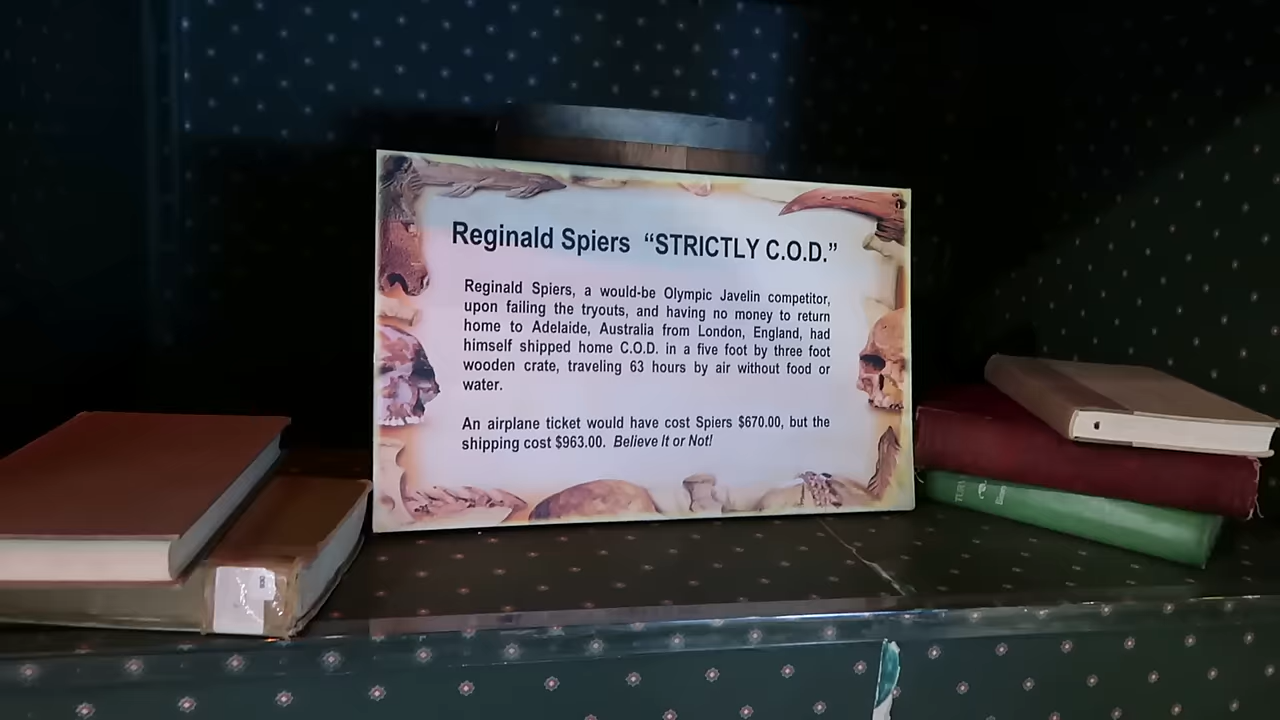 Reginald Spiers “STRICTLY C.O.D.”
Reginald Spiers, a would-be Olympic Javelin competitor,
upon failing the tryouts, and having no money to return
home to Adelaide, Australia from London, England, had
himself shipped home C.O.D. in a five foot by three foot
wooden crate, traveling 63 hours by air without food or
water.
An airplane ticket would have cost Spiers $670.00, but the
shipping cost $963.00. Believe It or Not!